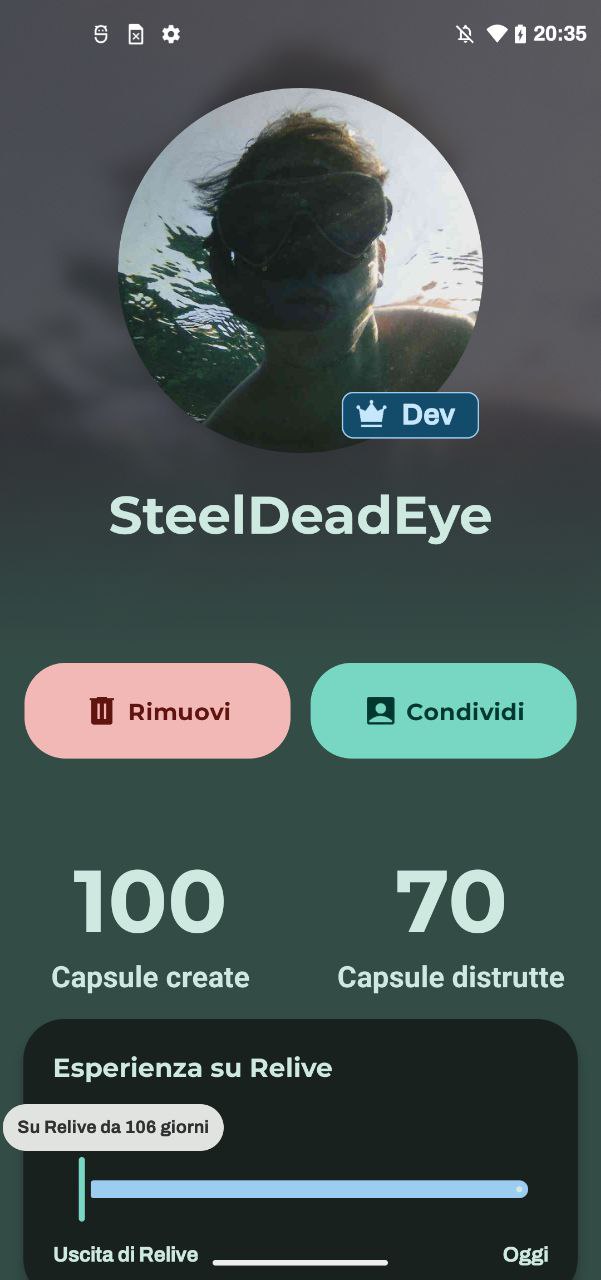 20:35
Dev
SteelDeadEye
Rimuovi
Condividi
100
70
Capsule create
Capsule distrutte
Esperienza su Relive
Su Relive da 106 giorni
Uscita di Relive
Oggi